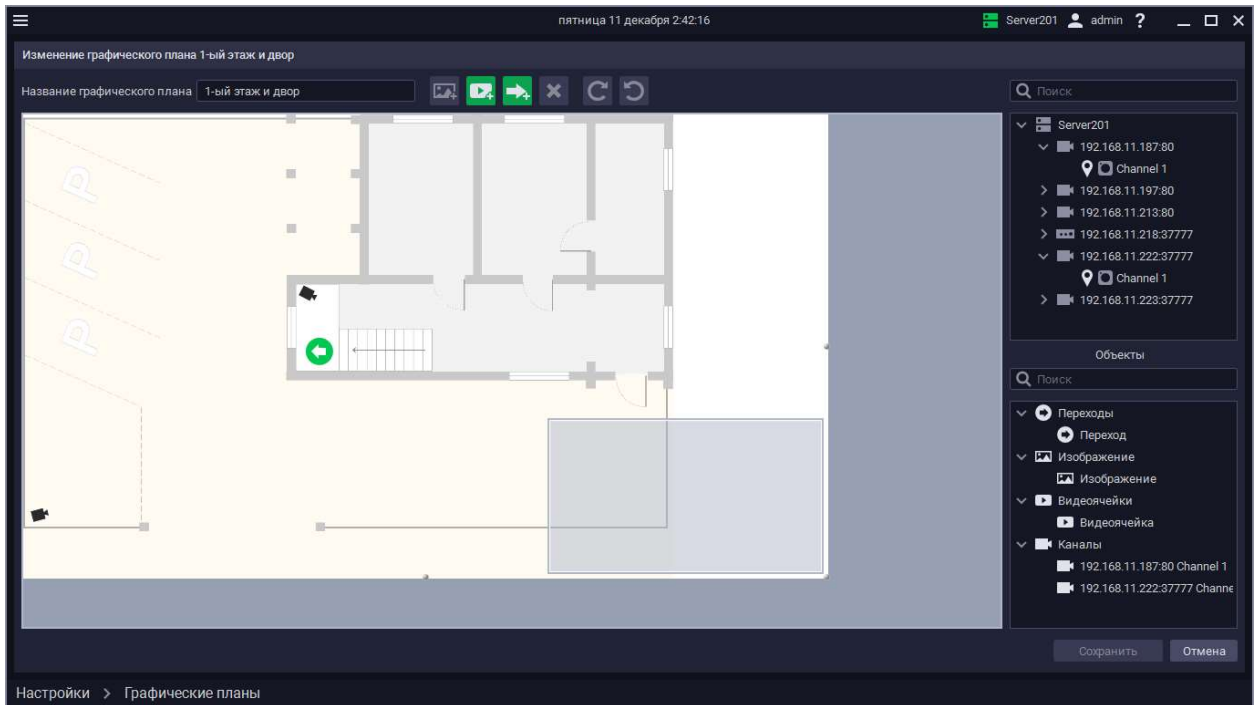 пятница 11 декабря 2:42:16
Server201 admin ?
Изменение графического плана 1-ый этаж и двор
Название графического плана 1-ый этаж и двор
Поиск
Server201
192.168.11.187:80
Channel 1
192.168.11.197:80
192.168.11.213:80
192.168.11.218:37777
192.168.11.222:37777
Channel 1
192.168.11.223:37777
P
P
P
Объекты
Поиск
Переходы
Переход
Изображение
Изображение
Видеоячейки
Видеоячейка
Каналы
192.168.11.187:80 Channel 1
192.168.11.222:37777 Channe
Сохранить Отмена
Настройки > Графические планы